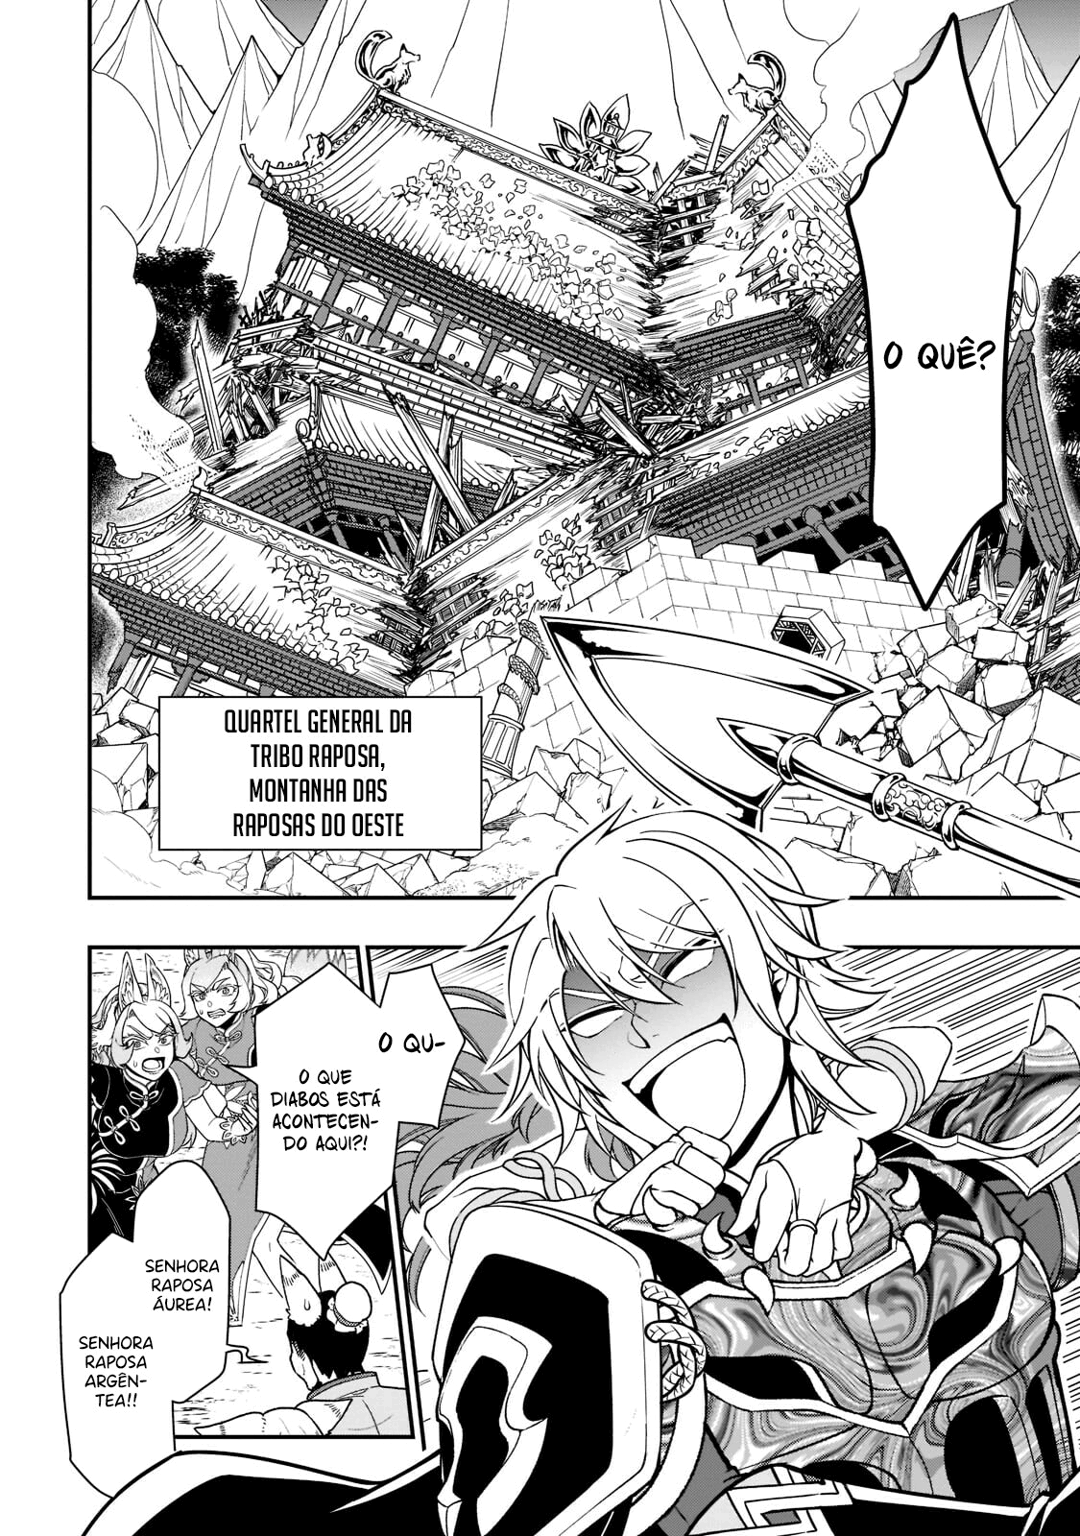 O QUÊ?
QUARTEL GENERAL DA
TRIBO RAPOSA,
MONTANHA DAS
RAPOSAS DO OESTE
O QU-
O QUE
DIABOS ESTÁ
ACONTECEN-
DO AQUI?!
SENHORA
RAPOSA
ÁUREA!
SENHORA
RAPOSA
ARGÊN-
TEA!!